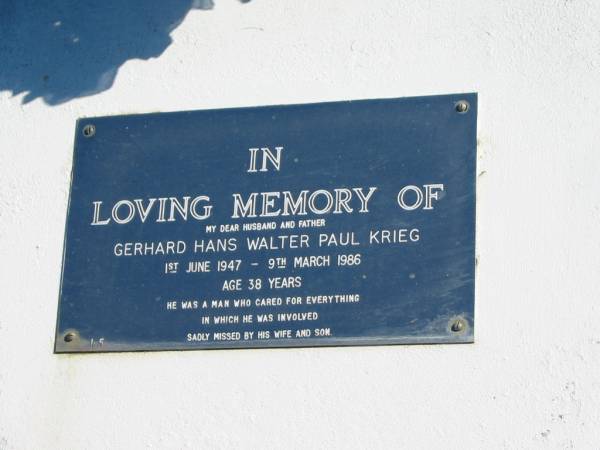 IN
LOVING MEMORY OF
MY DEAR HUSBAND AND FATHER
GERHARD HANS WALTER PAUL KRIEG
1ST JUNE 1947 – 9TH MARCH 1986
AGE 38 YEARS
HE WAS A MAN WHO CARED FOR EVERYTHING
IN WHICH HE WAS INVOLVED
SADLY MISSED BY HIS WIFE AND SON.